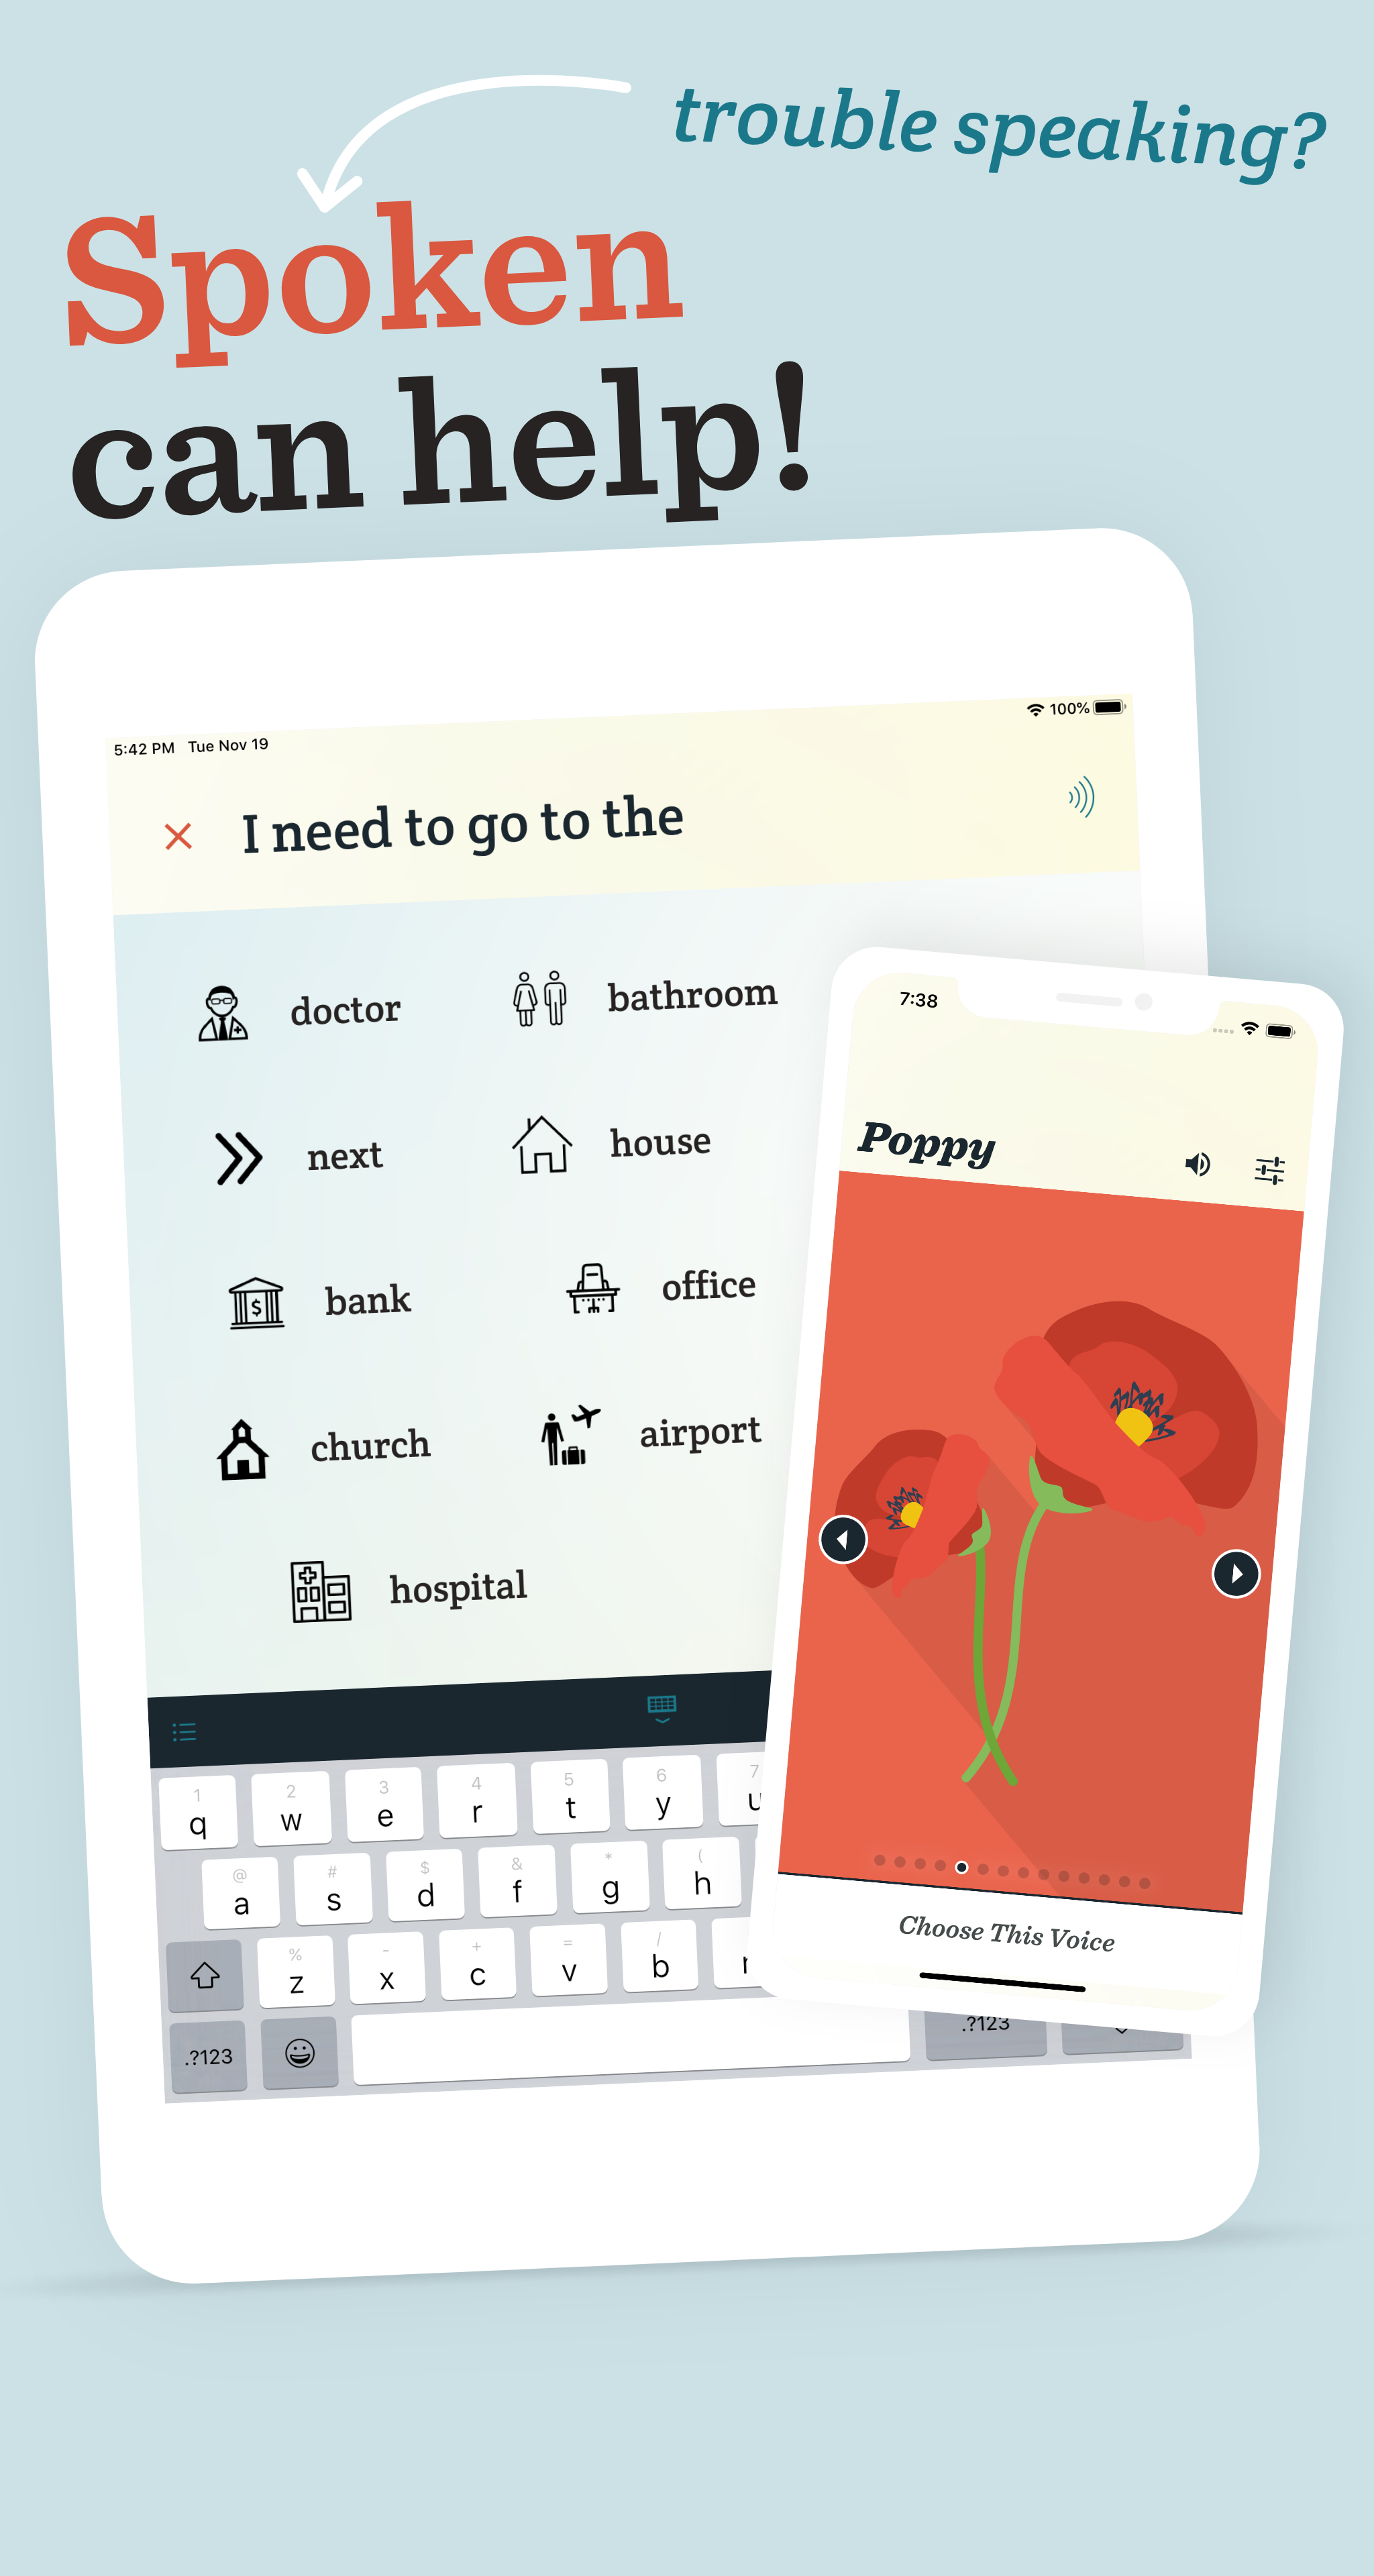 trouble speaking?
Spoken
can help!
5:42 PM Tue Nov 19
100%
I need to go to the
doctor bathroom
next house
bank office
church airport
hospital
1 2 3 4 5 6 7
q w e r t y u
@ # $ & * (
a s d f g h
% - + = /
z x c v b
.?123 .?123
7:38
Poppy
$
Choose This Voice